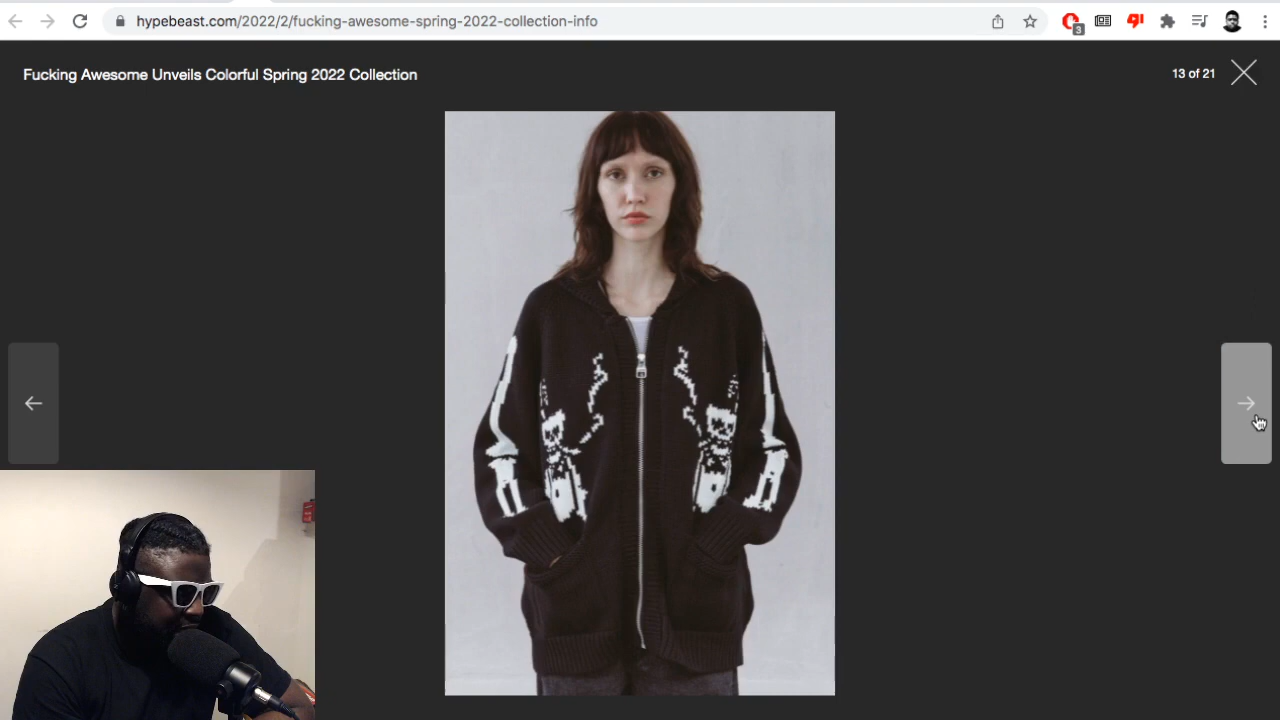 hypebeast.com/2022/2/fucking-awesome-spring-2022-collection-info
3
Fucking Awesome Unveils Colorful Spring 2022 Collection
13 of 21